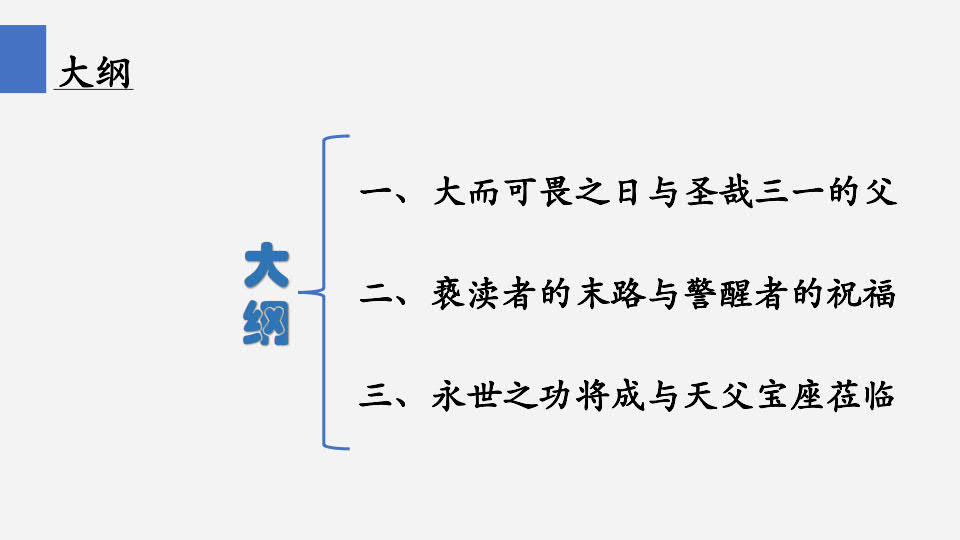 大纲
大纲
一、大而可畏之日与圣哉三一的父
二、亵渎者的末路与警醒者的祝福
三、永世之功将成与天父宝座莅临